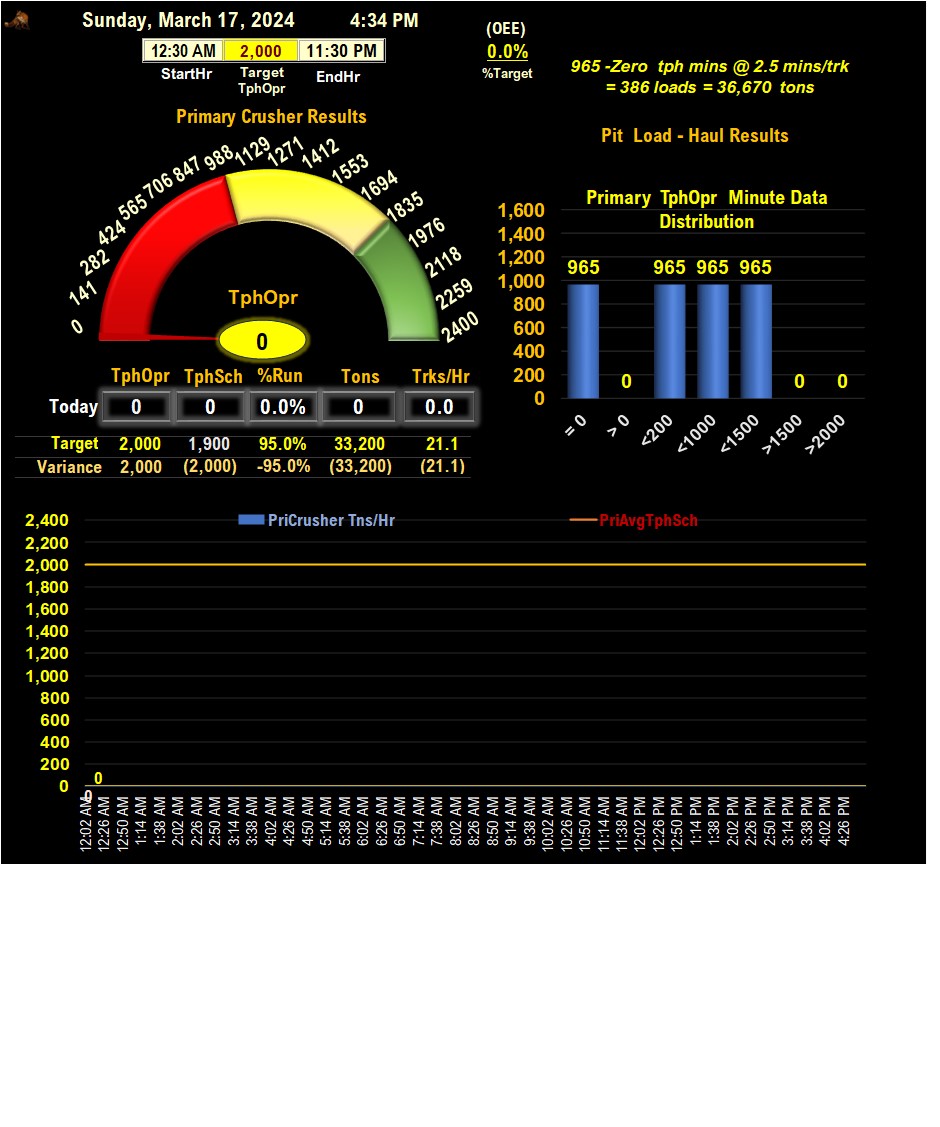 Sunday, March 17, 2024 4:34 PM
12:30 AM 2,000 11:30 PM
StartHr Target TphOpr EndHr
(OEE)
0.0%
%Target
965 -Zero tph mins @ 2.5 mins/trk
= 386 loads = 36,670 tons
Primary Crusher Results
0 141 282 424 565 706 847 988 1129 1271 1412 1553 1694 1835 1976 2118 2259 2400
TphOpr
0
TphOpr TphSch %Run Tons Trks/Hr
Today 0 0 0.0% 0 0.0
Target 2,000 1,900 95.0% 33,200 21.1
Variance 2,000 (2,000) -95.0% (33,200) (21.1)
Pit Load - Haul Results
Primary TphOpr Minute Data
Distribution
1,600
1,400
1,200
1,000
800
600
400
200
0
965 0 965 965 965 0 0
= 0 > 0 <200 <1000 <1500 >1500 >2000
PriCrusher Tns/Hr PriAvgTphSch
2,400
2,200
2,000
1,800
1,600
1,400
1,200
1,000
800
600
400
200
0
0
0
12:02 AM 12:26 AM 12:50 AM 1:14 AM 1:38 AM 2:02 AM 2:26 AM 2:50 AM 3:14 AM 3:38 AM 4:02 AM 4:26 AM 4:50 AM 5:14 AM 5:38 AM 6:02 AM 6:26 AM 6:50 AM 7:14 AM 7:38 AM 8:02 AM 8:26 AM 8:50 AM 9:14 AM 9:38 AM 10:02 AM 10:26 AM 10:50 AM 11:14 AM 11:38 AM 12:02 PM 12:26 PM 12:50 PM 1:14 PM 1:38 PM 2:02 PM 2:26 PM 2:50 PM 3:14 PM 3:38 PM 4:02 PM 4:26 PM